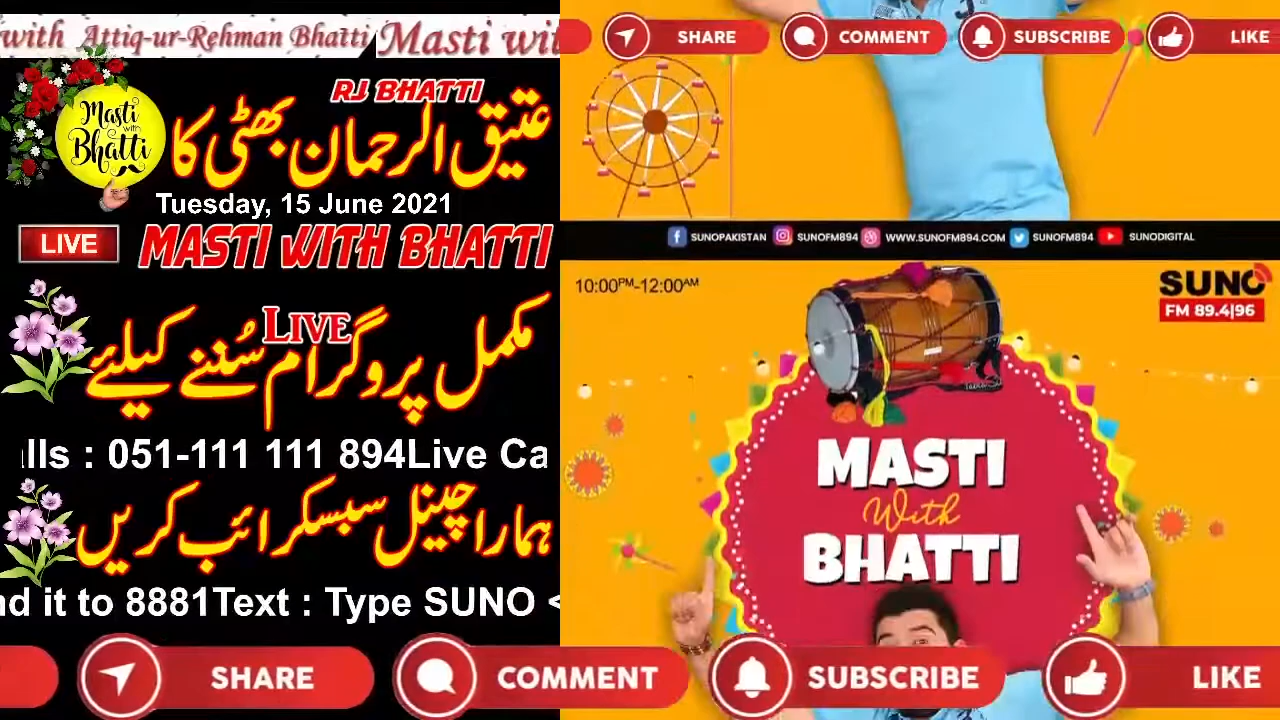 with Attiq-ur-Rehman Bhatti Masti wit
RJ BHATTI
عتیق الرحمان بھٹی کا
Masti
with
Bhatti
Tuesday, 15 June 2021
LIVE
MASTI WITH BHATTI
LIVE
مکمل پروگرام سُننے کیلئے
alls : 051-111 111 894Live Ca
ہمارا چینل سبسکرائب کریں
nd it to 8881Text : Type SUNO <
SHARE
COMMENT
SUBSCRIBE
LIKE
SHARE
COMMENT
SUBSCRIBE
LIKE
SUNOPAKISTAN
SUNOFM894
WWW.SUNOFM894.COM
SUNOFM894
SUNODIGITAL
10:00PM-12:00AM
SUNO
FM 89.4|96
MASTI
With
BHATTI